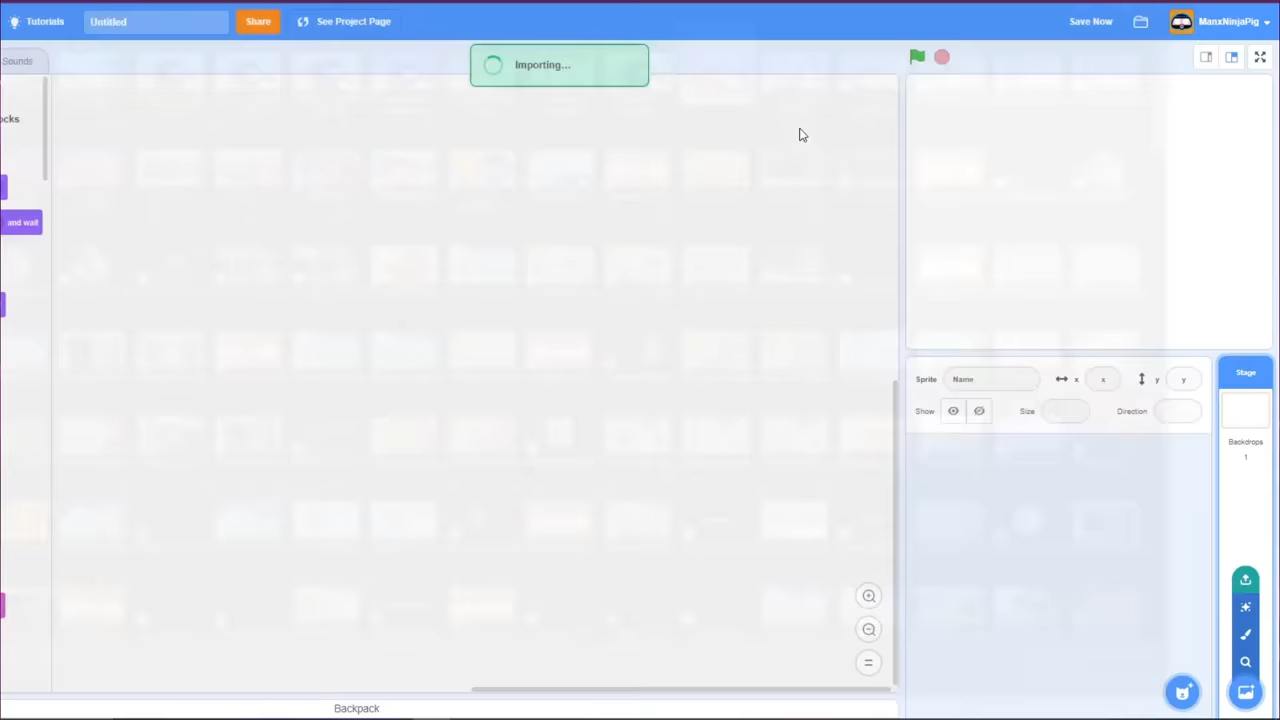 Tutorials Untitled Share See Project Page Save Now ManxNinjaPig
Sounds
Importing...
ocks
and wait
Sprite Name x x y y
Show Size Direction
Stage
Backdrops
1
Backpack